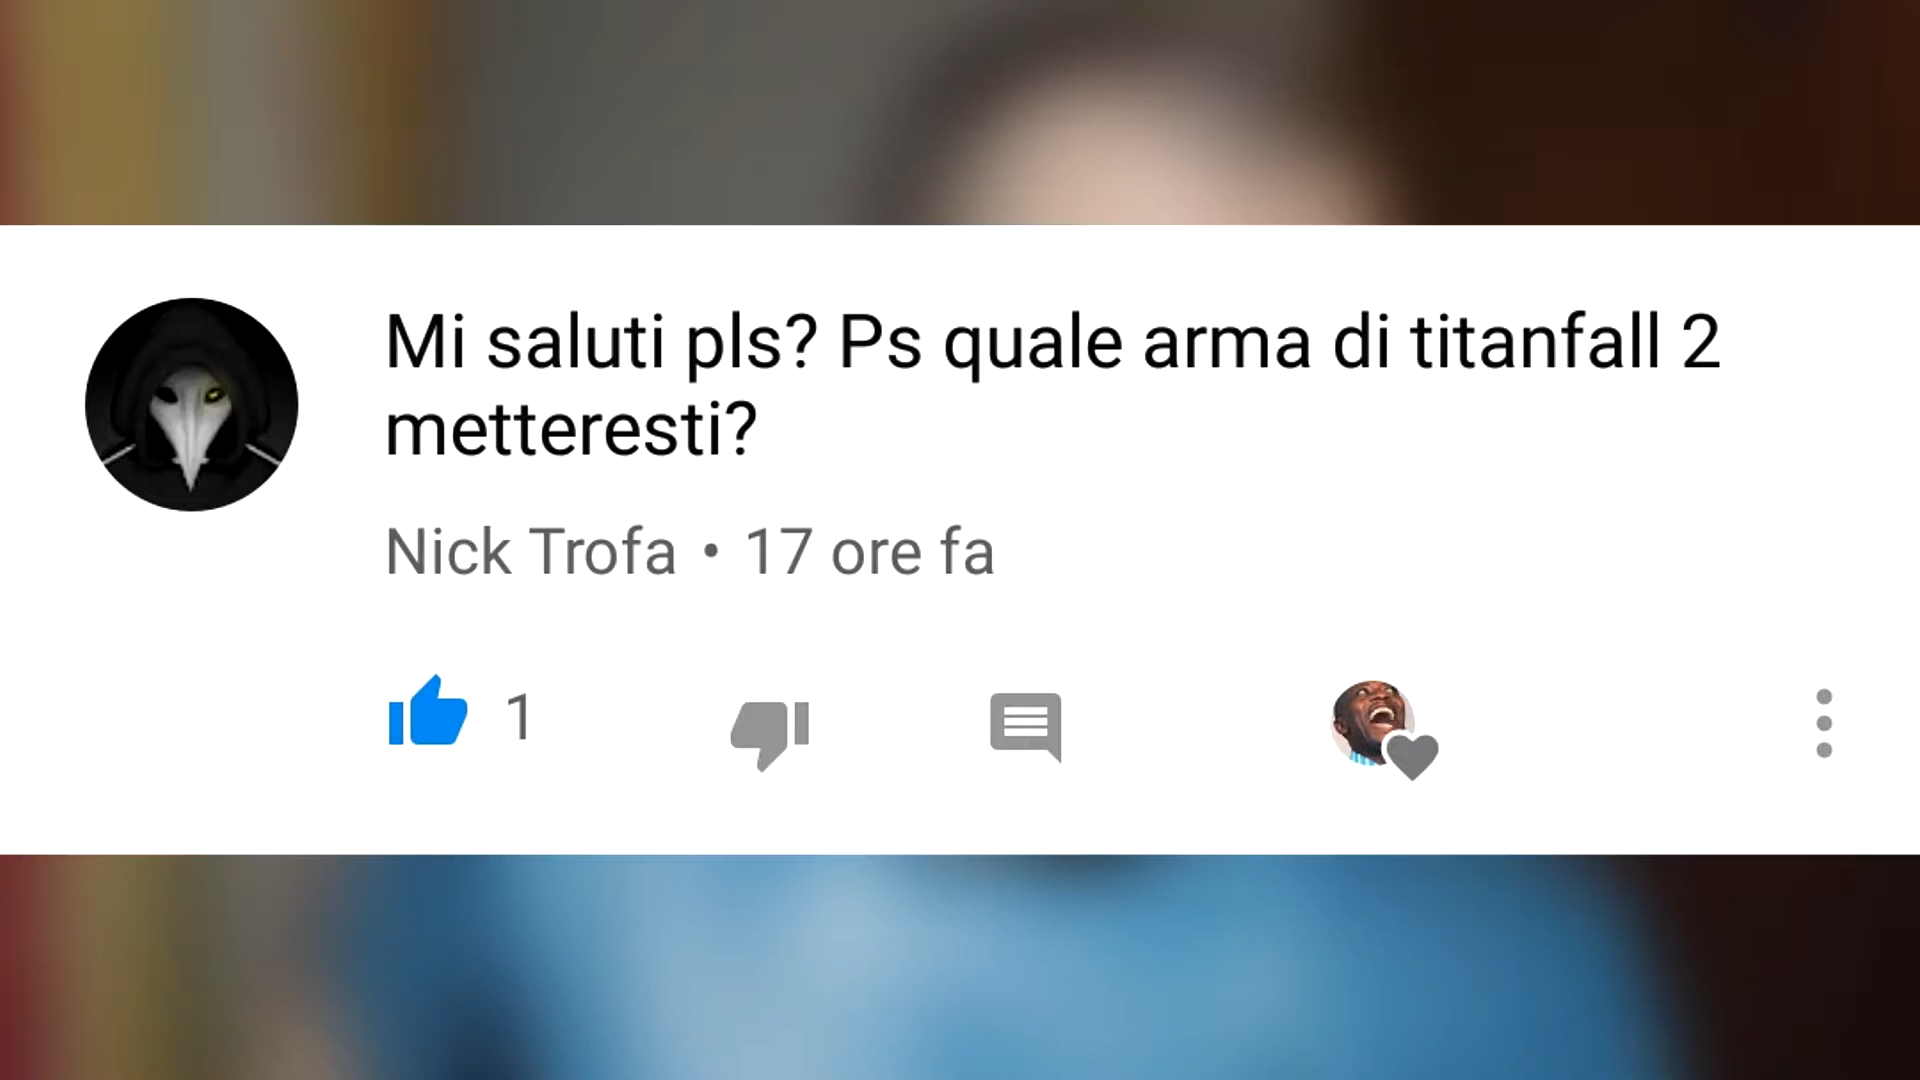 Mi saluti pls? Ps quale arma di titanfall 2
metteresti?
Nick Trofa • 17 ore fa
1